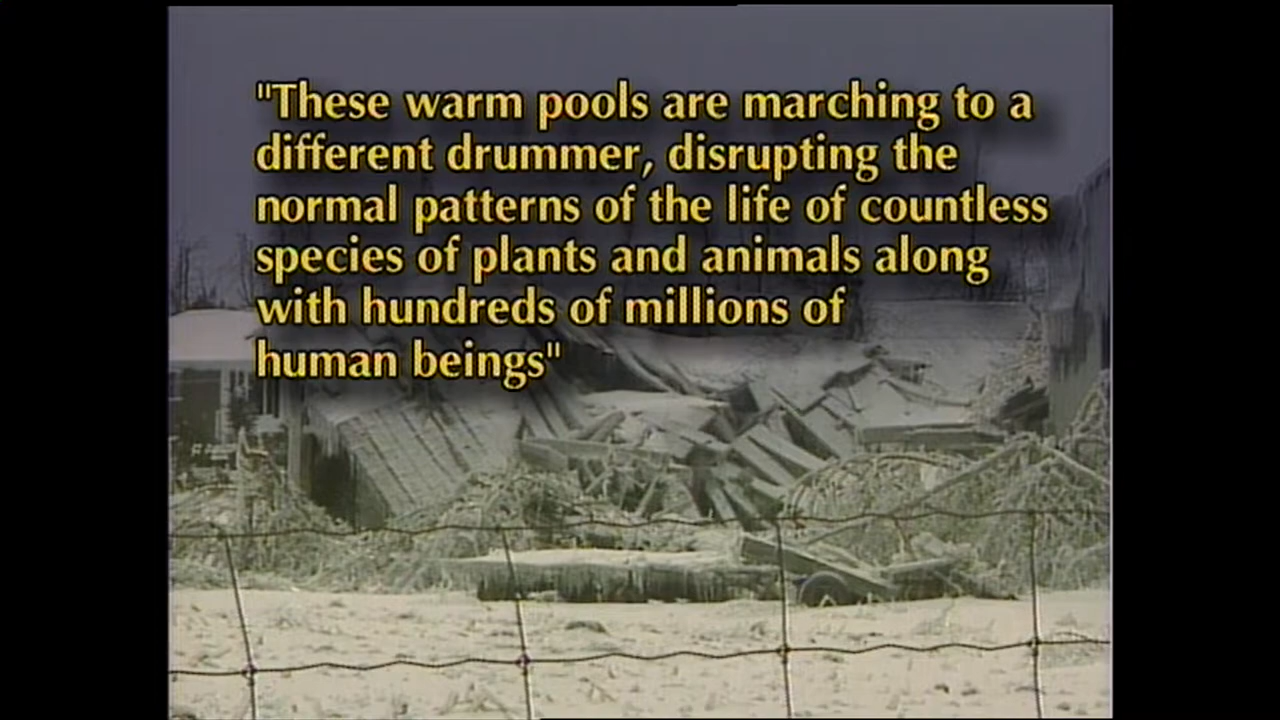 "These warm pools are marching to a
different drummer, disrupting the
normal patterns of the life of countless
species of plants and animals along
with hundreds of millions of
human beings"